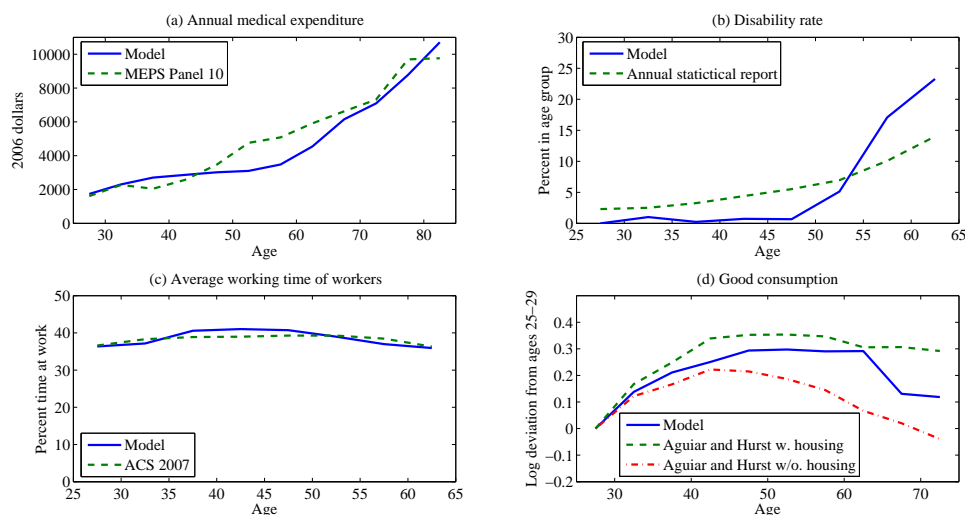 (a) Annual medical expenditure
2006 dollars
10000
8000
6000
4000
2000
0
Model
MEPS Panel 10
30 40 50 60 70 80
Age
(b) Disability rate
Percent in age group
30
25
20
15
10
5
0
Model
Annual statictical report
25 30 35 40 45 50 55 60 65
Age
(c) Average working time of workers
Percent time at work
50
40
30
20
10
0
Model
ACS 2007
25 30 35 40 45 50 55 60 65
Age
(d) Good consumption
Log deviation from ages 25−29
0.4
0.3
0.2
0.1
0
−0.1
−0.2
Model
Aguiar and Hurst w. housing
Aguiar and Hurst w/o. housing
30 40 50 60 70
Age